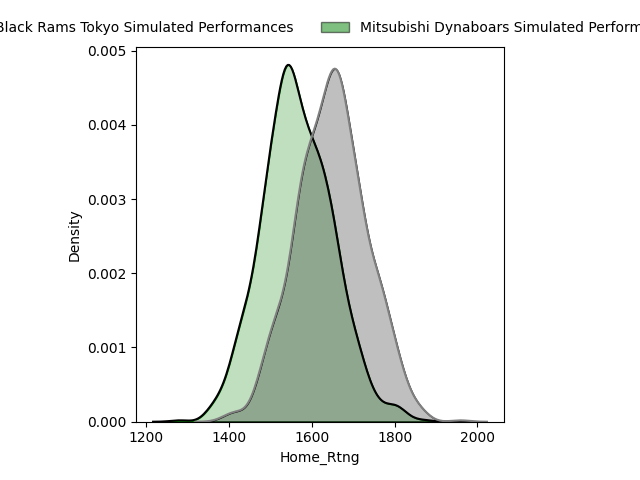 Black Rams Tokyo Simulated Performances Mitsubishi Dynaboars Simulated Perform
0.005
0.004
0.003
0.002
0.001
0.000
Density
1200 1400 1600 1800 2000
Home_Rtng